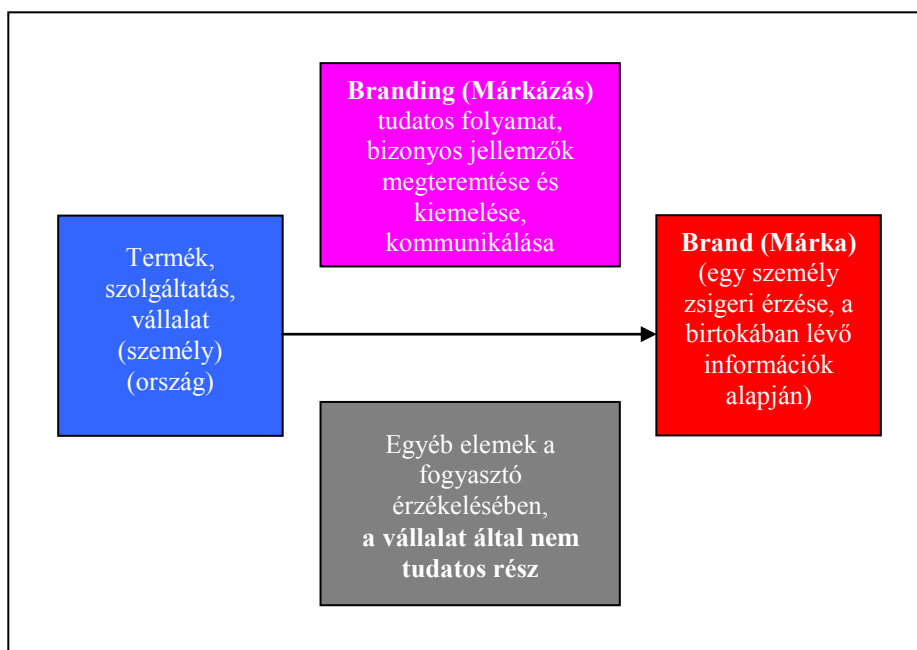 Branding (Márkázás)
tudatos folyamat,
bizonyos jellemzők
megteremtése és
kiemelése,
kommunikálása
Termék,
szolgáltatás,
vállalat
(személy)
(ország)
Brand (Márka)
(egy személy
zsigeri érzése, a
birtokában lévő
információk
alapján)
Egyéb elemek a
fogyasztó
érzékelésében,
a vállalat által nem
tudatos rész